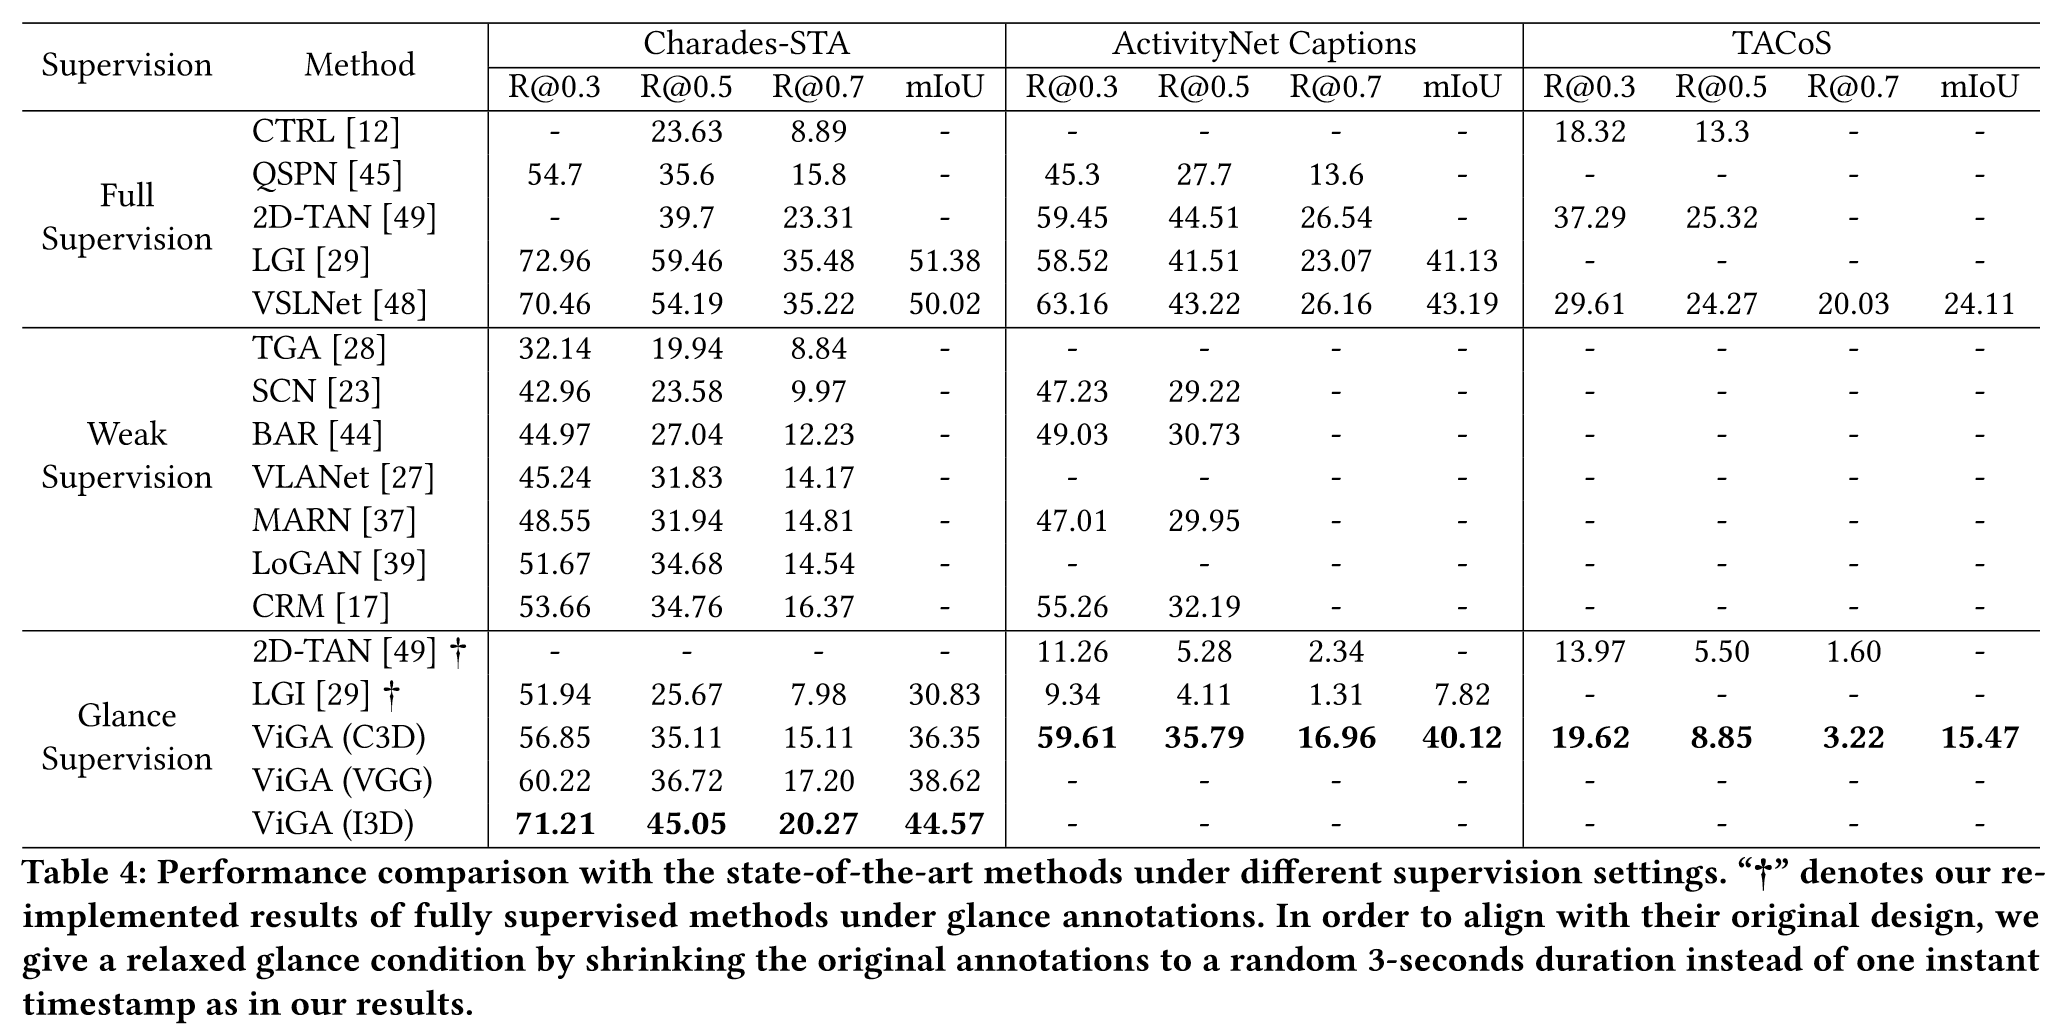 Supervision Method Charades-STA ActivityNet Captions TACoS
R@0.3 R@0.5 R@0.7 mIoU R@0.3 R@0.5 R@0.7 mIoU R@0.3 R@0.5 R@0.7 mIoU
Full Supervision
CTRL [12] - 23.63 8.89 - - - - - 18.32 13.3 - -
QSPN [45] 54.7 35.6 15.8 - 45.3 27.7 13.6 - - - - -
2D-TAN [49] - 39.7 23.31 - 59.45 44.51 26.54 - 37.29 25.32 - -
LGI [29] 72.96 59.46 35.48 51.38 58.52 41.51 23.07 41.13 - - - -
VSLNet [48] 70.46 54.19 35.22 50.02 63.16 43.22 26.16 43.19 29.61 24.27 20.03 24.11
Weak Supervision
TGA [28] 32.14 19.94 8.84 - - - - - - - - -
SCN [23] 42.96 23.58 9.97 - 47.23 29.22 - - - - - -
BAR [44] 44.97 27.04 12.23 - 49.03 30.73 - - - - - -
VLANet [27] 45.24 31.83 14.17 - - - - - - - - -
MARN [37] 48.55 31.94 14.81 - 47.01 29.95 - - - - - -
LoGAN [39] 51.67 34.68 14.54 - - - - - - - - -
CRM [17] 53.66 34.76 16.37 - 55.26 32.19 - - - - - -
Glance Supervision
2D-TAN [49] † - - - - 11.26 5.28 2.34 - 13.97 5.50 1.60 -
LGI [29] † 51.94 25.67 7.98 30.83 9.34 4.11 1.31 7.82 - - - -
ViGA (C3D) 56.85 35.11 15.11 36.35 59.61 35.79 16.96 40.12 19.62 8.85 3.22 15.47
ViGA (VGG) 60.22 36.72 17.20 38.62 - - - - - - - -
ViGA (I3D) 71.21 45.05 20.27 44.57 - - - - - - - -
Table 4: Performance comparison with the state-of-the-art methods under different supervision settings. “†” denotes our re-
implemented results of fully supervised methods under glance annotations. In order to align with their original design, we
give a relaxed glance condition by shrinking the original annotations to a random 3-seconds duration instead of one instant
timestamp as in our results.